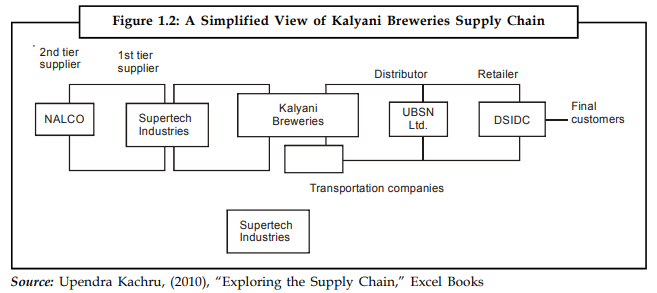 Figure 1.2: A Simplified View of Kalyani Breweries Supply Chain
2nd tier
supplier
1st tier
supplier
Distributor
Retailer
NALCO
Supertech
Industries
Kalyani
Breweries
UBSN
Ltd.
DSIDC
Final
customers
Transportation companies
Supertech
Industries
Source: Upendra Kachru, (2010), “Exploring the Supply Chain,” Excel Books